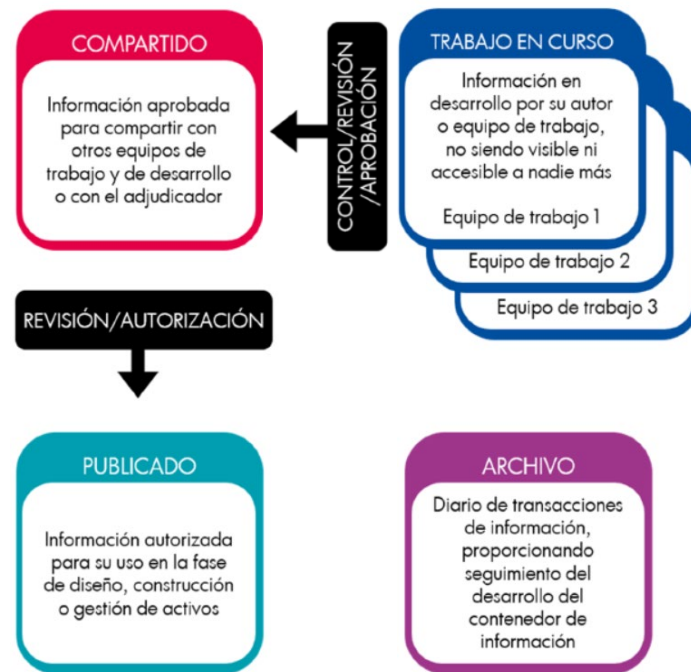 COMPARTIDO
Información aprobada
para compartir con
otros equipos de
trabajo y de desarrollo
o con el adjudicador
CONTROL/REVISIÓN
/APROBACIÓN
TRABAJO EN CURSO
Información en
desarrollo por su autor
o equipo de trabajo,
no siendo visible ni
accesible a nadie más
Equipo de trabajo 1
Equipo de trabajo 2
Equipo de trabajo 3
REVISIÓN/AUTORIZACIÓN
PUBLICADO
Información autorizada
para su uso en la fase
de diseño, construcción
o gestión de activos
ARCHIVO
Diario de transacciones
de información,
proporcionando
seguimiento del
desarrollo del
contenedor de
información